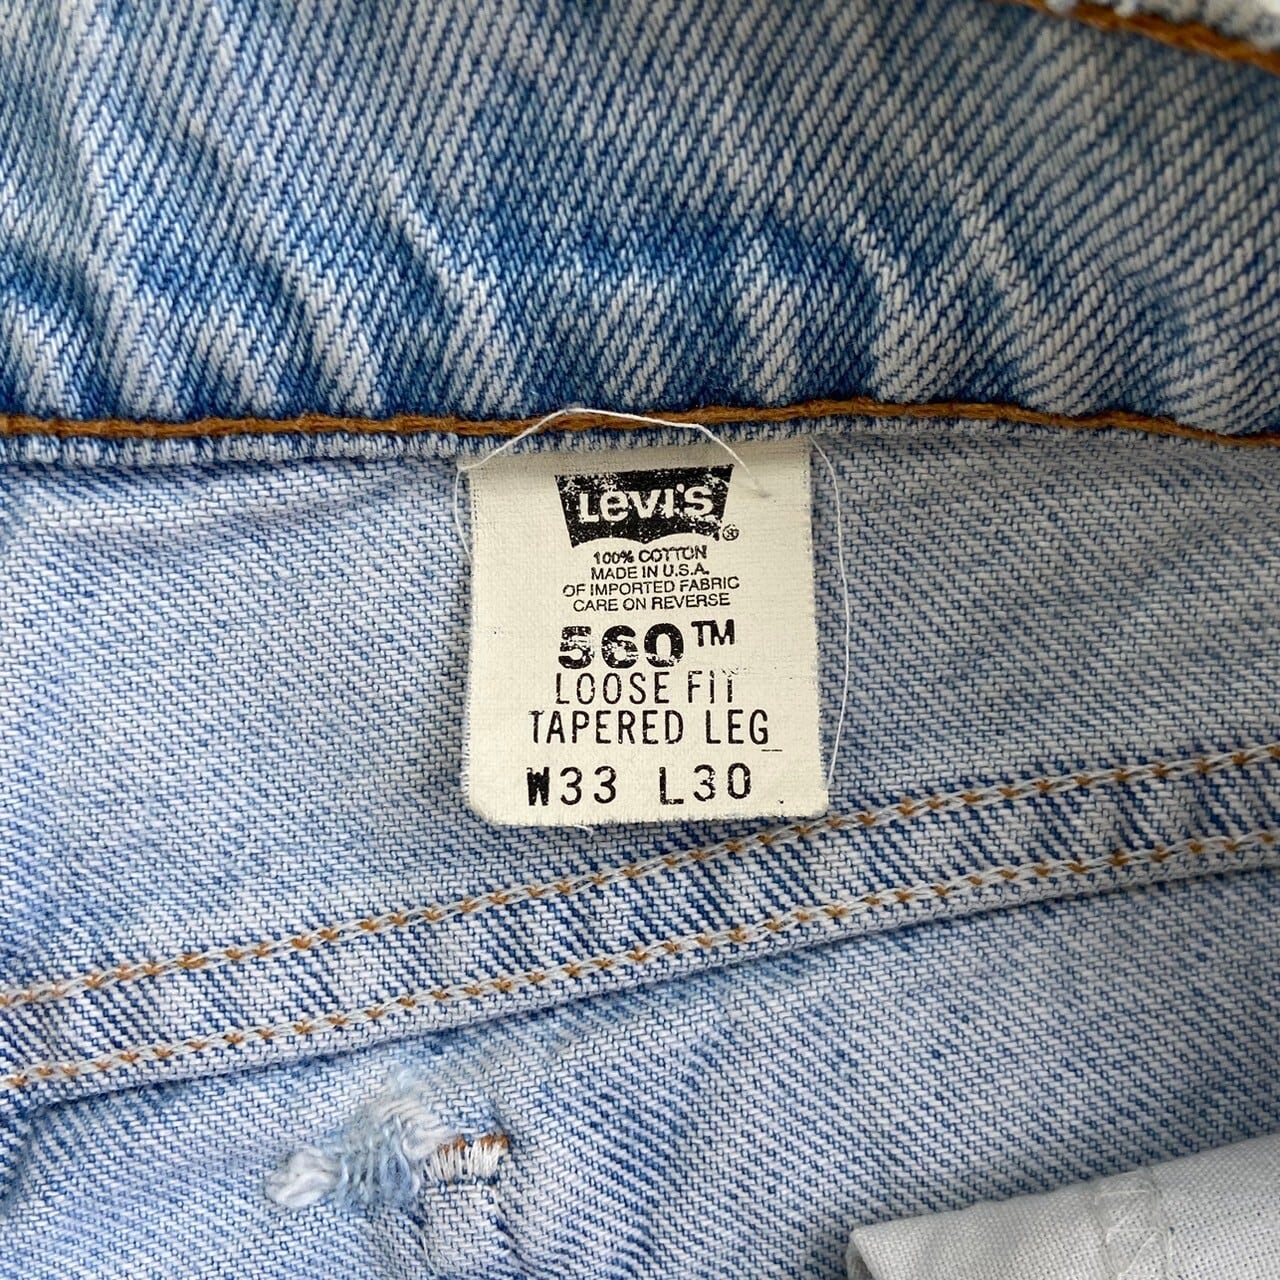 Levi's ®
100% COTTON
MADE IN U.S.A.
OF IMPORTED FABRIC
CARE ON REVERSE
560™
LOOSE FIT
TAPERED LEG
W33 L30